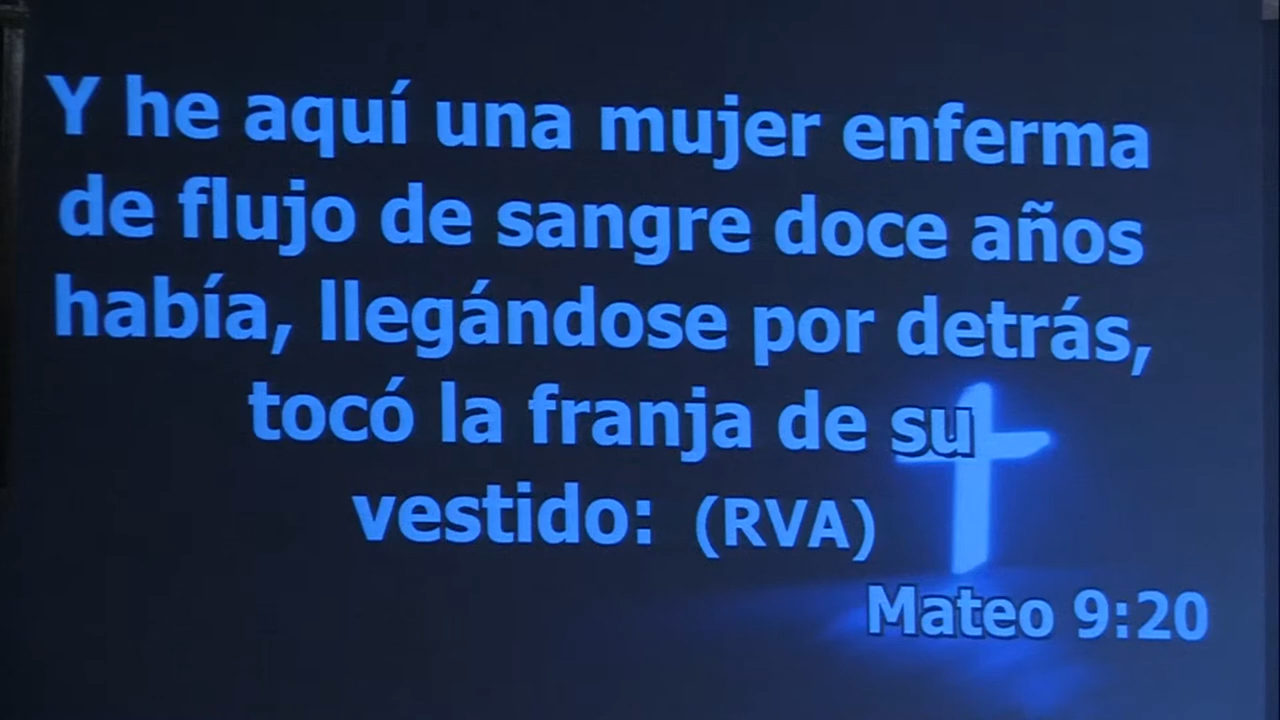 Y he aquí una mujer enferma
de flujo de sangre doce años
había, llegándose por detrás,
tocó la franja de su
vestido: (RVA)
Mateo 9:20